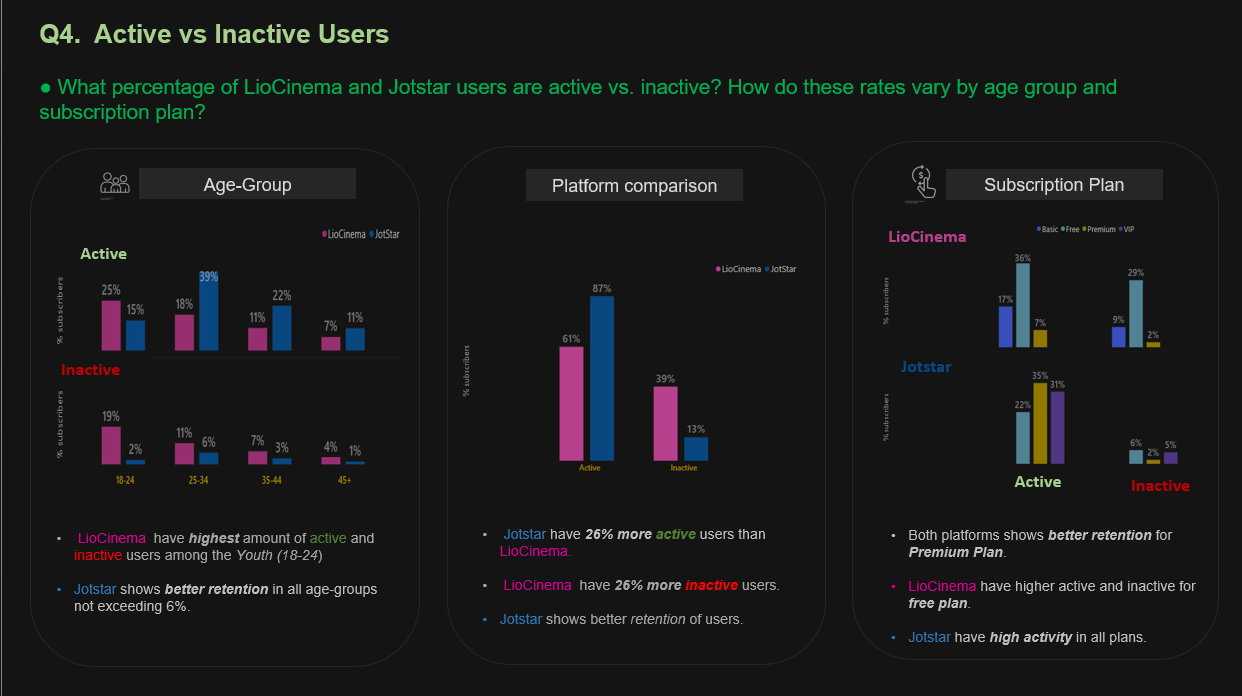 Q4. Active vs Inactive Users
● What percentage of LioCinema and Jotstar users are active vs. inactive? How do these rates vary by age group and
subscription plan?
Age-Group
LioCinema JotStar
Active
% subscribers
25% 15% 18% 39% 11% 22% 7% 11%
Inactive
% subscribers
19% 2% 11% 6% 7% 3% 4% 1%
18-24 25-34 35-44 45+
• LioCinema have highest amount of active and
inactive users among the Youth (18-24)
• Jotstar shows better retention in all age-groups
not exceeding 6%.
Platform comparison
LioCinema JotStar
% subscribers
61% 87% 39% 13%
Active Inactive
• Jotstar have 26% more active users than
LioCinema.
• LioCinema have 26% more inactive users.
• Jotstar shows better retention of users.
Subscription Plan
LioCinema
Basic Free Premium VIP
% subscribers
17% 36% 7% 9% 29% 2%
Jotstar
% subscribers
22% 35% 31% 6% 2% 5%
Active Inactive
• Both platforms shows better retention for
Premium Plan.
• LioCinema have higher active and inactive for
free plan.
• Jotstar have high activity in all plans.